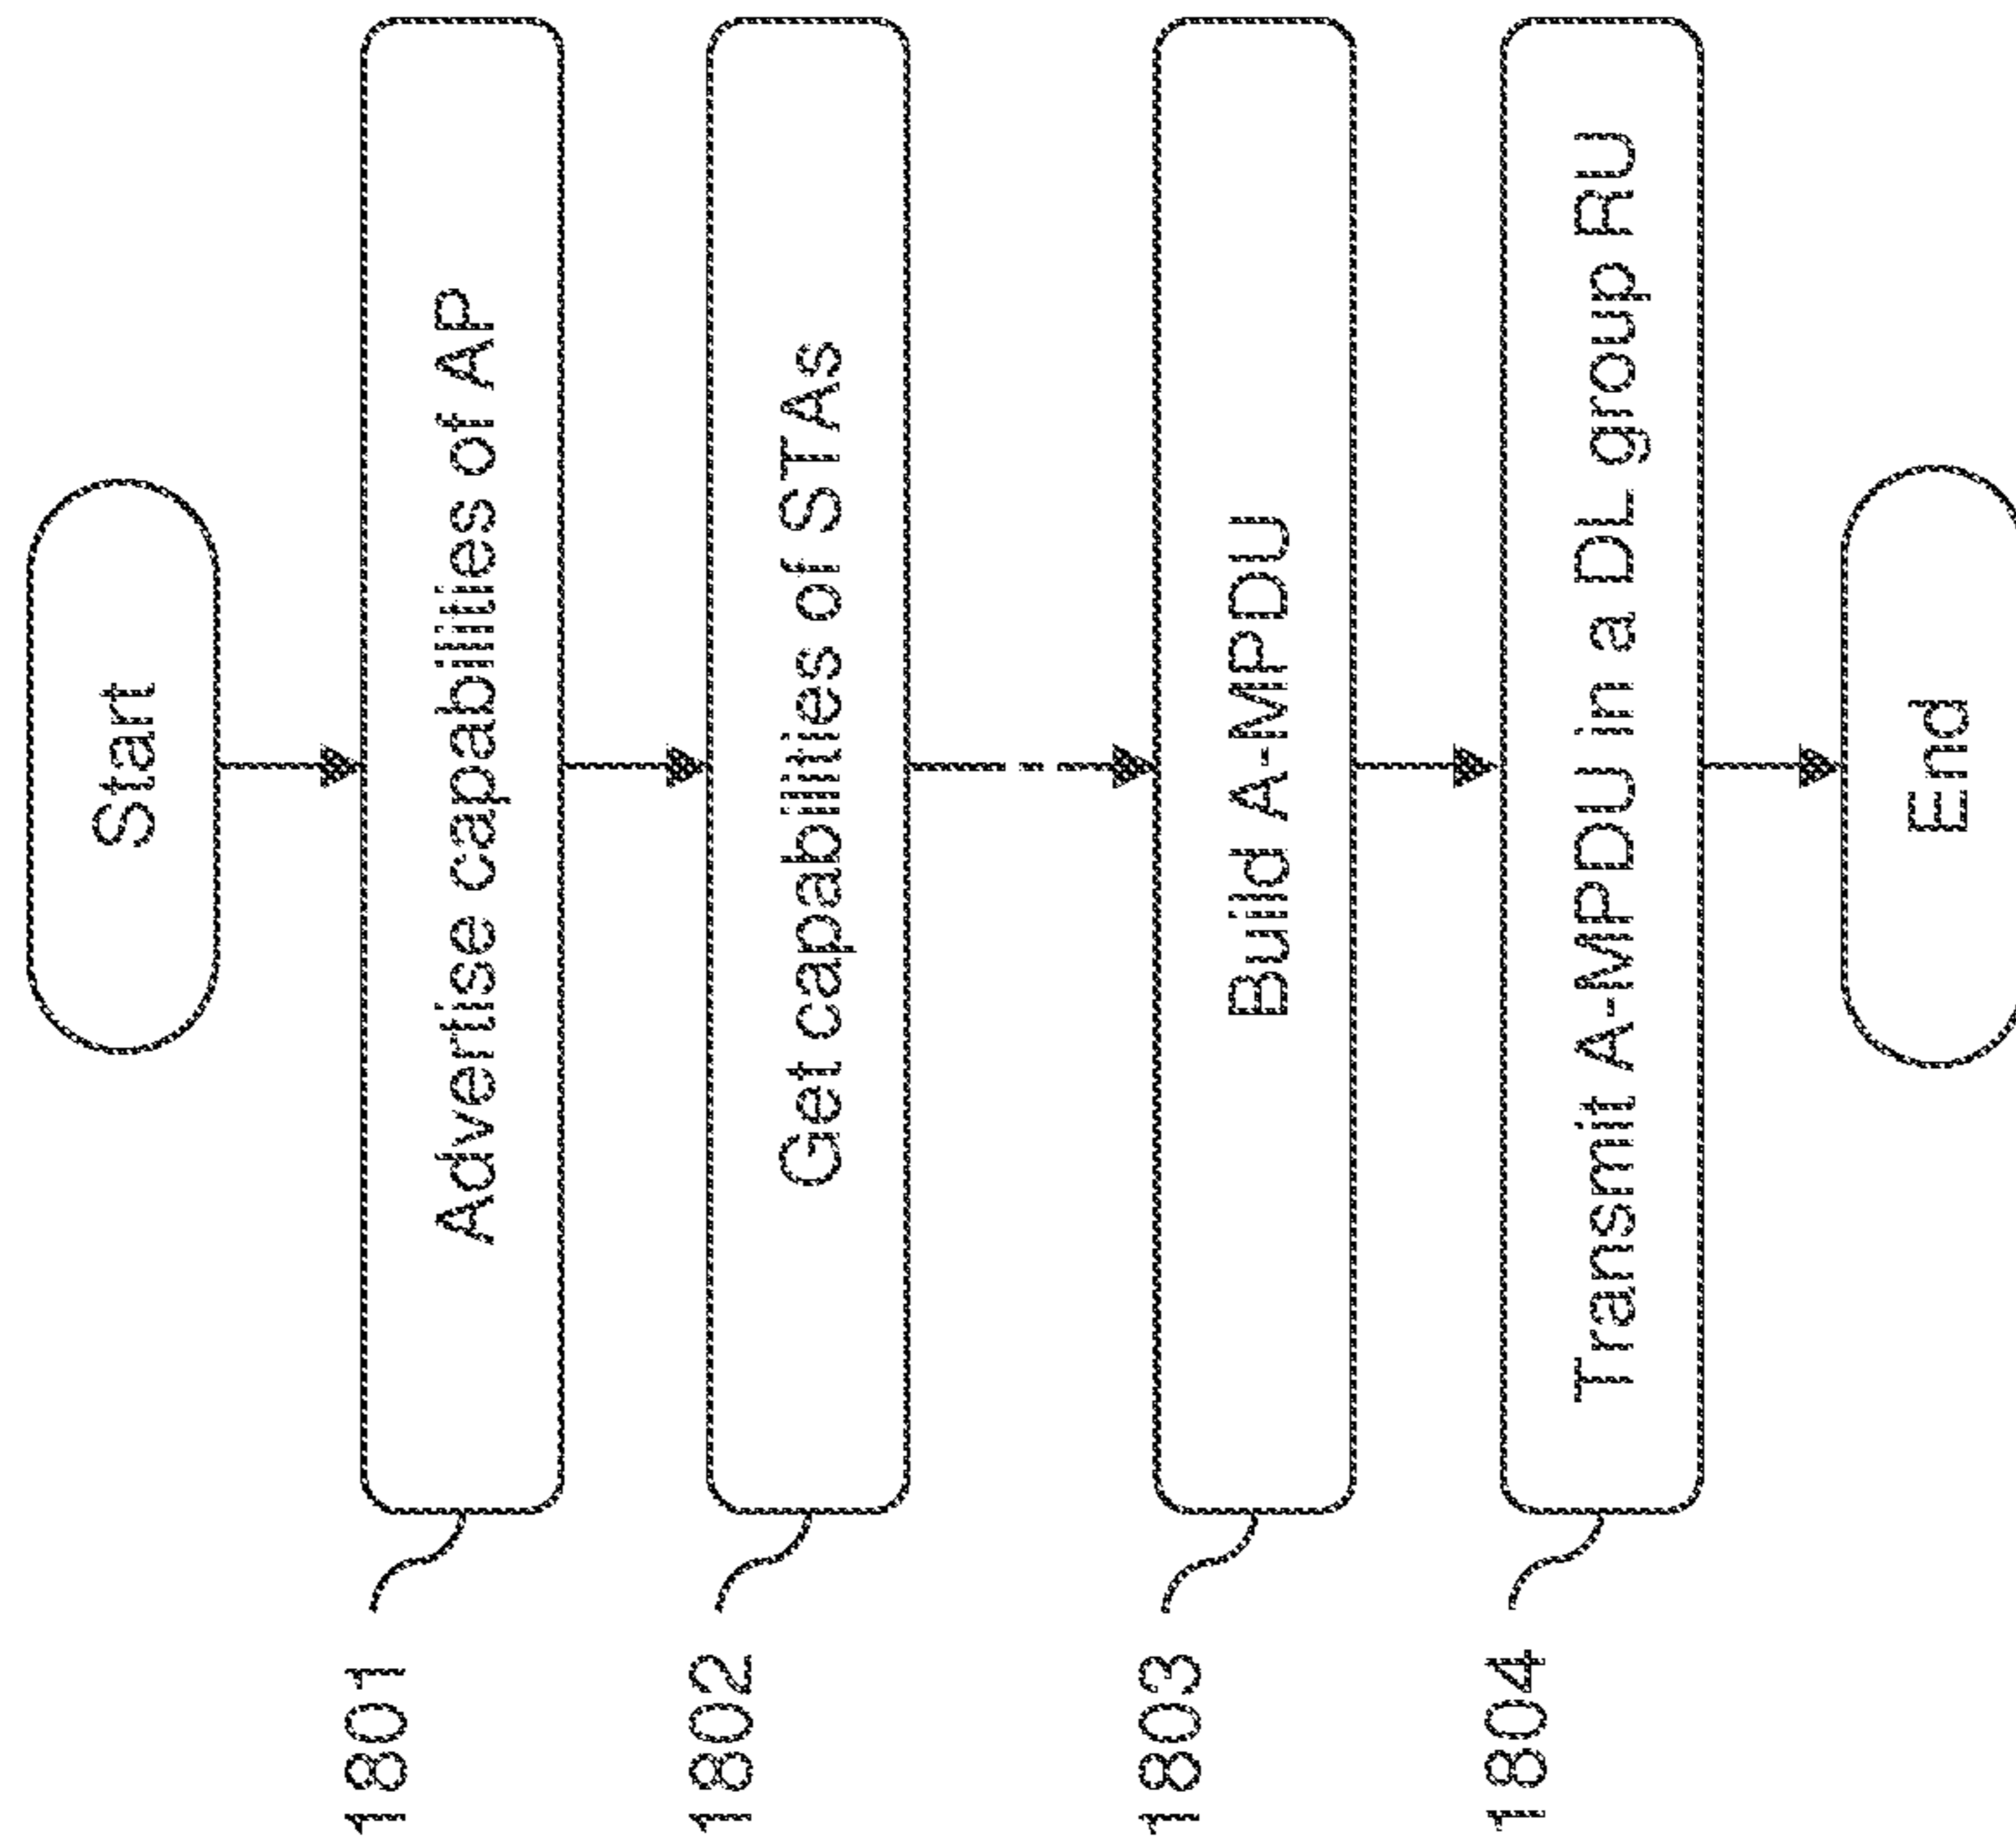 Start
1801
Advertise capabilities of AP
1802
Get capabilities of STAs
1803
Build A-MPDU
1804
Transmit A-MPDU in a DL group RU
End